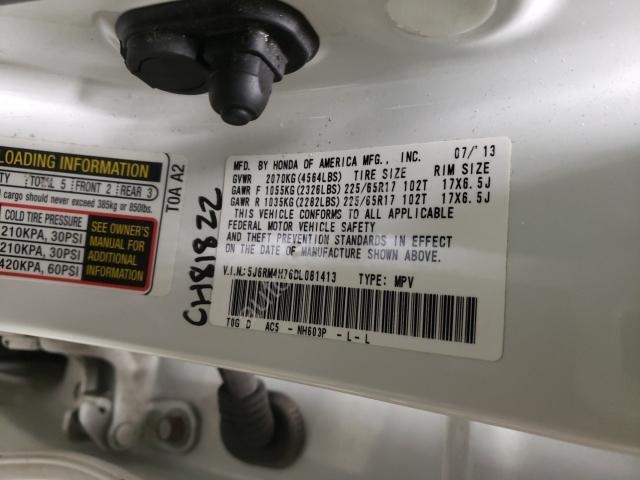 LOADING INFORMATION
TY TOTAL 5 FRONT 2 REAR 3
cargo should never exceed 385kg or 850lbs.
COLD TIRE PRESSURE
210KPA, 30PSI
210KPA, 30PSI
420KPA, 60PSI
SEE OWNER'S
MANUAL FOR
ADDITIONAL
INFORMATION
T0A A2
CH81822
MFD. BY HONDA OF AMERICA MFG., INC. 07/'13
GVWR 2070KG(4564LBS) TIRE SIZE RIM SIZE
GAWR F 1055KG(2326LBS) 225/65R17 102T 17X6.5J
GAWR R 1035KG(2282LBS) 225/65R17 102T 17X6.5J
THIS VEHICLE CONFORMS TO ALL APPLICABLE
FEDERAL MOTOR VEHICLE SAFETY
AND THEFT PREVENTION STANDARDS IN EFFECT
ON THE DATE OF MANUFACTURE SHOWN ABOVE.
V.I.N.:5J6RM4H76DL081413 TYPE: MPV
T0G D AC5 - NH603P - L - L